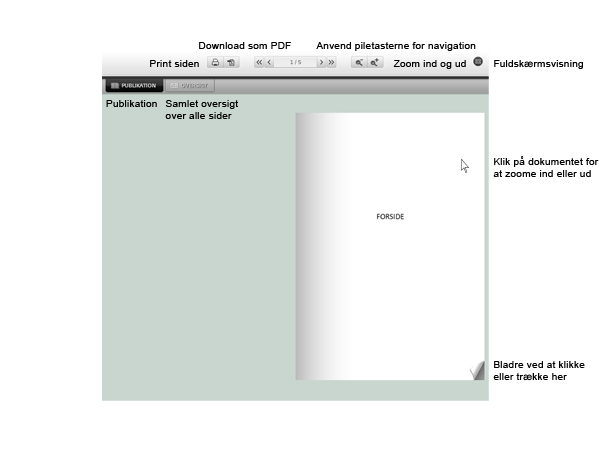 Download som PDF
Anvend piletasterne for navigation
Print siden
1 / 5
Zoom ind og ud
Fuldskærmsvisning
PUBLIKATION
OVERSIGT
Publikation
Samlet oversigt
over alle sider
Klik på dokumentet for
at zoome ind eller ud
FORSIDE
Bladre ved at klikke
eller trække her